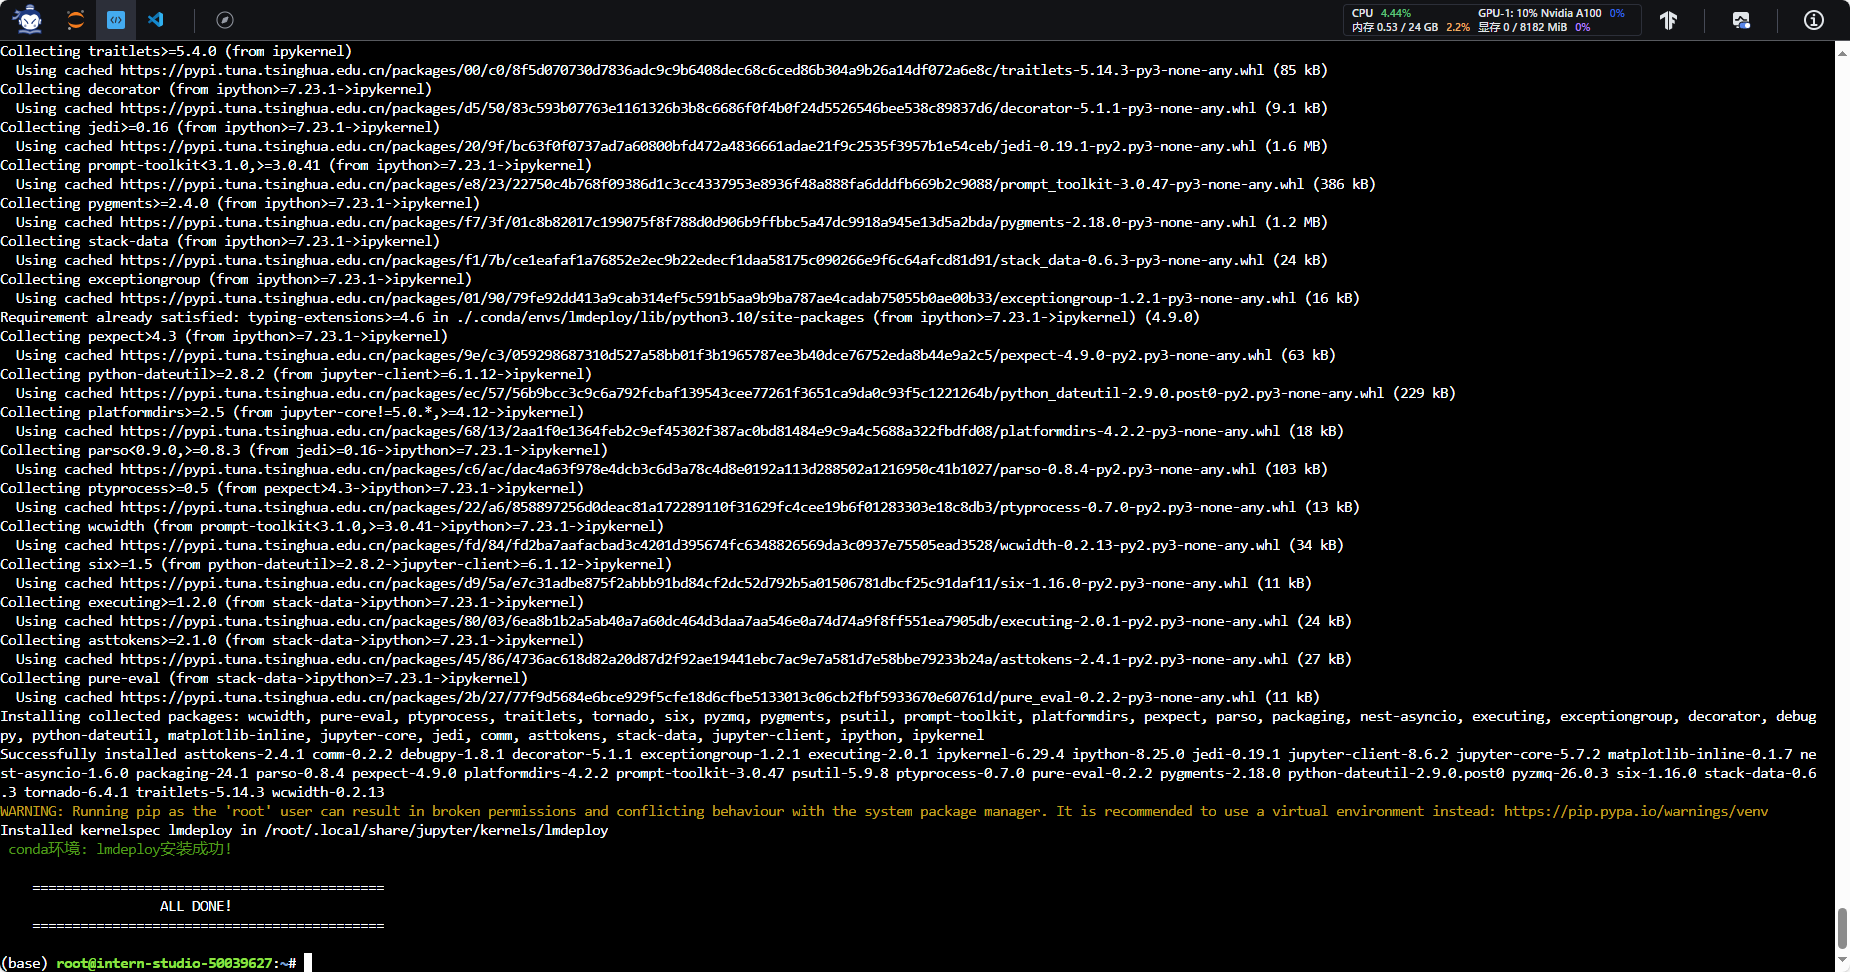 CPU 4.44% GPU-1: 10% Nvidia A100 0%
内存 0.53 / 24 GB 2.2% 显存 0 / 8182 MiB 0%
Collecting traitlets>=5.4.0 (from ipykernel)
Using cached https://pypi.tuna.tsinghua.edu.cn/packages/00/c0/8f5d070730d7836adc9c9b6408dec68c6ced86b304a9b26a14df072a6e8c/traitlets-5.14.3-py3-none-any.whl (85 kB)
Collecting decorator (from ipython>=7.23.1->ipykernel)
Using cached https://pypi.tuna.tsinghua.edu.cn/packages/d5/50/83c593b07763e1161326b3b8c6686f0f4b0f24d5526546bee538c89837d6/decorator-5.1.1-py3-none-any.whl (9.1 kB)
Collecting jedi>=0.16 (from ipython>=7.23.1->ipykernel)
Using cached https://pypi.tuna.tsinghua.edu.cn/packages/20/9f/bc63f0f0737ad7a60800bfd472a4836661adae21f9c2535f3957b1e54ceb/jedi-0.19.1-py2.py3-none-any.whl (1.6 MB)
Collecting prompt-toolkit<3.1.0,>=3.0.41 (from ipython>=7.23.1->ipykernel)
Using cached https://pypi.tuna.tsinghua.edu.cn/packages/e8/23/22750c4b768f09386d1c3cc4337953e8936f48a888fa6dddfb669b2c9088/prompt_toolkit-3.0.47-py3-none-any.whl (386 kB)
Collecting pygments>=2.4.0 (from ipython>=7.23.1->ipykernel)
Using cached https://pypi.tuna.tsinghua.edu.cn/packages/f7/3f/01c8b82017c199075f8f788d0d906b9ffbbc5a47dc9918a945e13d5a2bda/pygments-2.18.0-py3-none-any.whl (1.2 MB)
Collecting stack-data (from ipython>=7.23.1->ipykernel)
Using cached https://pypi.tuna.tsinghua.edu.cn/packages/f1/7b/ce1eafaf1a76852e2ec9b22edecf1daa58175c090266e9f6c64afcd81d91/stack_data-0.6.3-py3-none-any.whl (24 kB)
Collecting exceptiongroup (from ipython>=7.23.1->ipykernel)
Using cached https://pypi.tuna.tsinghua.edu.cn/packages/01/90/79fe92dd413a9cab314ef5c591b5aa9b9ba787ae4cadab75055b0ae00b33/exceptiongroup-1.2.1-py3-none-any.whl (16 kB)
Requirement already satisfied: typing-extensions>=4.6 in ./.conda/envs/lmdeploy/lib/python3.10/site-packages (from ipython>=7.23.1->ipykernel) (4.9.0)
Collecting pexpect>4.3 (from ipython>=7.23.1->ipykernel)
Using cached https://pypi.tuna.tsinghua.edu.cn/packages/9e/c3/059298687310d527a58bb01f3b1965787ee3b40dce76752eda8b44e9a2c5/pexpect-4.9.0-py2.py3-none-any.whl (63 kB)
Collecting python-dateutil>=2.8.2 (from jupyter-client>=6.1.12->ipykernel)
Using cached https://pypi.tuna.tsinghua.edu.cn/packages/ec/57/56b9bcc3c9c6a792fcbaf139543cee77261f3651ca9da0c93f5c1221264b/python_dateutil-2.9.0.post0-py2.py3-none-any.whl (229 kB)
Collecting platformdirs>=2.5 (from jupyter-core!=5.0.*,>=4.12->ipykernel)
Using cached https://pypi.tuna.tsinghua.edu.cn/packages/68/13/2aa1f0e1364feb2c9ef45302f387ac0bd81484e9c9a4c5688a322fbdfd08/platformdirs-4.2.2-py3-none-any.whl (18 kB)
Collecting parso<0.9.0,>=0.8.3 (from jedi>=0.16->ipython>=7.23.1->ipykernel)
Using cached https://pypi.tuna.tsinghua.edu.cn/packages/c6/ac/dac4a63f978e4dcb3c6d3a78c4d8e0192a113d288502a1216950c41b1027/parso-0.8.4-py2.py3-none-any.whl (103 kB)
Collecting ptyprocess>=0.5 (from pexpect>4.3->ipython>=7.23.1->ipykernel)
Using cached https://pypi.tuna.tsinghua.edu.cn/packages/22/a6/858897256d0deac81a172289110f31629fc4cee19b6f01283303e18c8db3/ptyprocess-0.7.0-py2.py3-none-any.whl (13 kB)
Collecting wcwidth (from prompt-toolkit<3.1.0,>=3.0.41->ipython>=7.23.1->ipykernel)
Using cached https://pypi.tuna.tsinghua.edu.cn/packages/fd/84/fd2ba7aafacbad3c4201d395674fc6348826569da3c0937e75505ead3528/wcwidth-0.2.13-py2.py3-none-any.whl (34 kB)
Collecting six>=1.5 (from python-dateutil>=2.8.2->jupyter-client>=6.1.12->ipykernel)
Using cached https://pypi.tuna.tsinghua.edu.cn/packages/d9/5a/e7c31adbe875f2abbb91bd84cf2dc52d792b5a01506781dbcf25c91daf11/six-1.16.0-py2.py3-none-any.whl (11 kB)
Collecting executing>=1.2.0 (from stack-data->ipython>=7.23.1->ipykernel)
Using cached https://pypi.tuna.tsinghua.edu.cn/packages/80/03/6ea8b1b2a5ab40a7a60dc464d3daa7aa546e0a74d74a9f8ff551ea7905db/executing-2.0.1-py2.py3-none-any.whl (24 kB)
Collecting asttokens>=2.1.0 (from stack-data->ipython>=7.23.1->ipykernel)
Using cached https://pypi.tuna.tsinghua.edu.cn/packages/45/86/4736ac618d82a20d87d2f92ae19441ebc7ac9e7a581d7e58bbe79233b24a/asttokens-2.4.1-py2.py3-none-any.whl (27 kB)
Collecting pure-eval (from stack-data->ipython>=7.23.1->ipykernel)
Using cached https://pypi.tuna.tsinghua.edu.cn/packages/2b/27/77f9d5684e6bce929f5cfe18d6cfbe5133013c06cb2fbf5933670e60761d/pure_eval-0.2.2-py3-none-any.whl (11 kB)
Installing collected packages: wcwidth, pure-eval, ptyprocess, traitlets, tornado, six, pyzmq, pygments, psutil, prompt-toolkit, platformdirs, pexpect, parso, packaging, nest-asyncio, executing, exceptiongroup, decorator, debug
py, python-dateutil, matplotlib-inline, jupyter-core, jedi, comm, asttokens, stack-data, jupyter-client, ipython, ipykernel
Successfully installed asttokens-2.4.1 comm-0.2.2 debugpy-1.8.1 decorator-5.1.1 exceptiongroup-1.2.1 executing-2.0.1 ipykernel-6.29.4 ipython-8.25.0 jedi-0.19.1 jupyter-client-8.6.2 jupyter-core-5.7.2 matplotlib-inline-0.1.7 ne
st-asyncio-1.6.0 packaging-24.1 parso-0.8.4 pexpect-4.9.0 platformdirs-4.2.2 prompt-toolkit-3.0.47 psutil-5.9.8 ptyprocess-0.7.0 pure-eval-0.2.2 pygments-2.18.0 python-dateutil-2.9.0.post0 pyzmq-26.0.3 six-1.16.0 stack-data-0.6
.3 tornado-6.4.1 traitlets-5.14.3 wcwidth-0.2.13
WARNING: Running pip as the 'root' user can result in broken permissions and conflicting behaviour with the system package manager. It is recommended to use a virtual environment instead: https://pip.pypa.io/warnings/venv
Installed kernelspec lmdeploy in /root/.local/share/jupyter/kernels/lmdeploy
conda环境: lmdeploy安装成功!
============================================
ALL DONE!
============================================
(base) root@intern-studio-50039627:~#